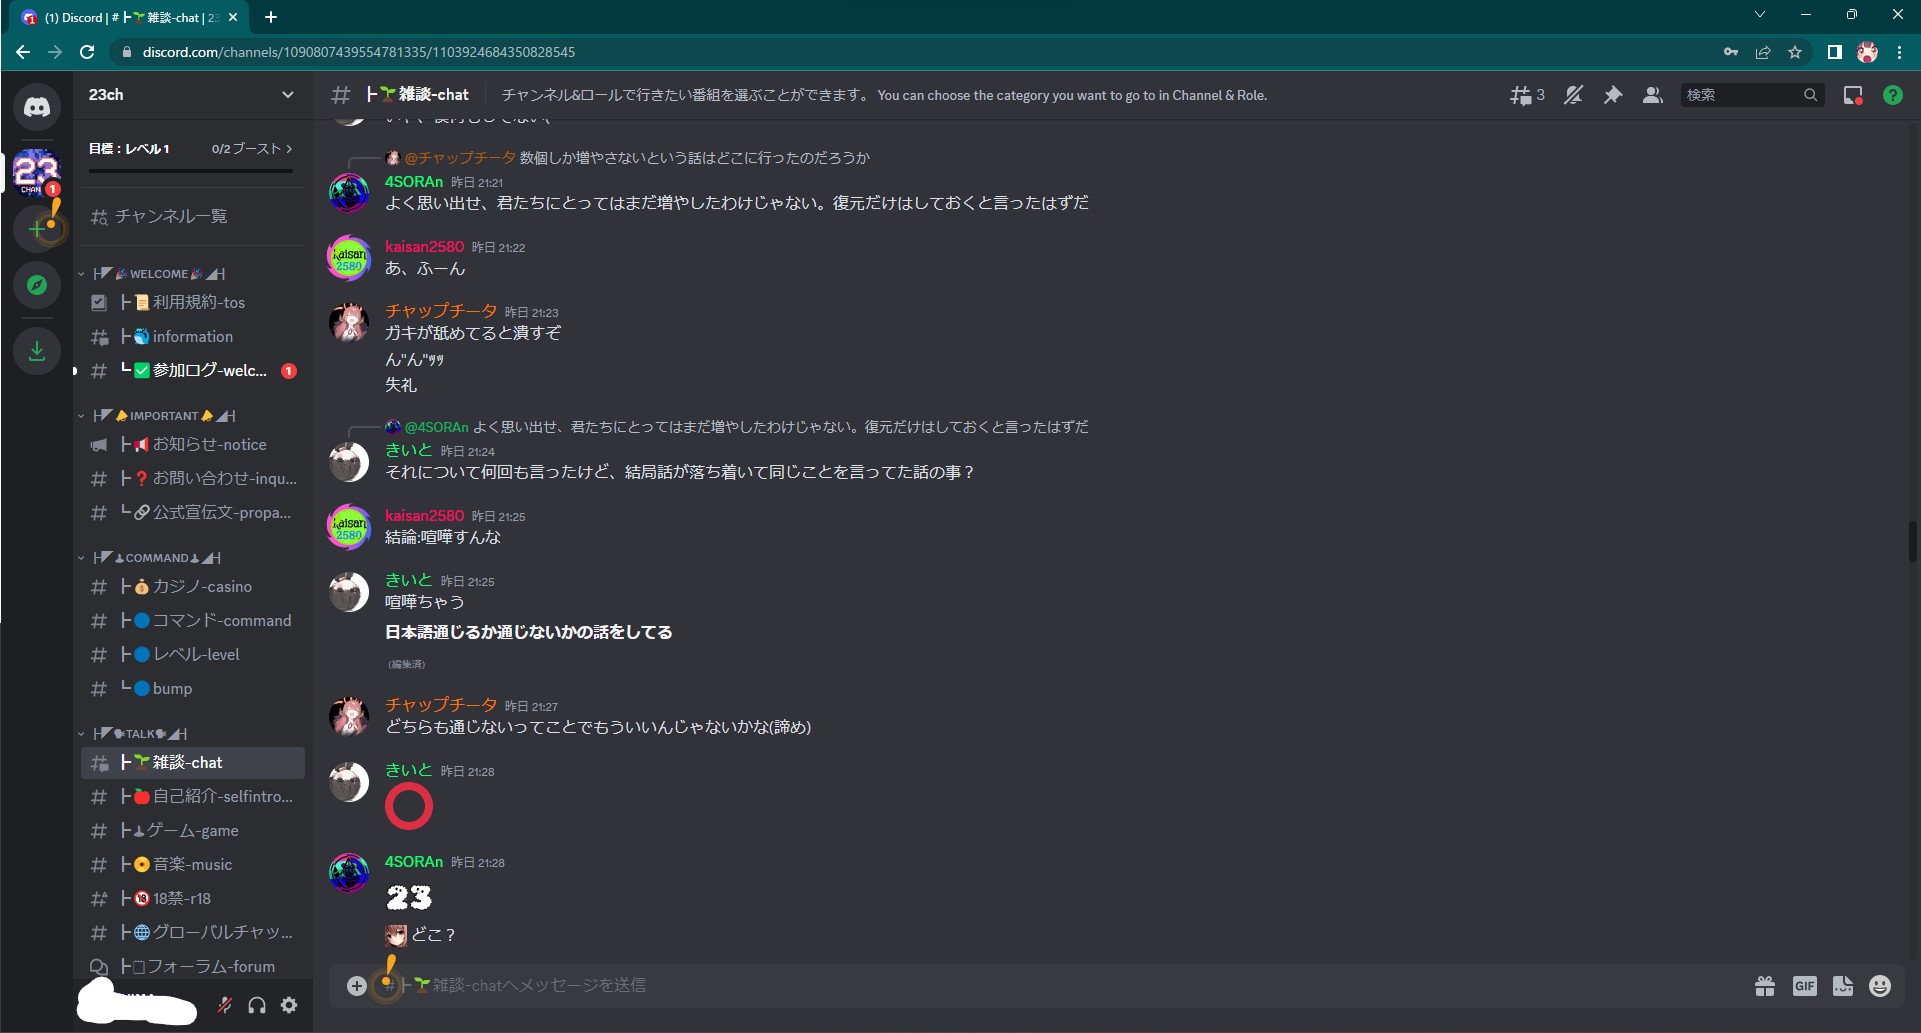 (1) Discord | #├🌱雑談-chat | 23
discord.com/channels/1090807439554781335/1103924684350828545
23ch
├🌱雑談-chat
チャンネル&ロールで行きたい番組を選ぶことができます。 You can choose the category you want to go to in Channel & Role.
3
検索
目標：レベル1
0/2 ブースト
23
CHAN
1
チャンネル一覧
├◤🎉WELCOME🎉◢┤
├📜利用規約-tos
├information
└✅参加ログ-welc...
1
├◤📣IMPORTANT📣◢┤
├📢お知らせ-notice
├❓お問い合わせ-inqu...
└🔗公式宣伝文-propa...
├◤COMMAND◢┤
├💰カジノ-casino
├🔵コマンド-command
├🔵レベル-level
└🔵bump
├◤🗣TALK🗣◢┤
├🌱雑談-chat
├🍎自己紹介-selfintro...
├ゲーム-game
├音楽-music
├🔞18禁-r18
├🌐グローバルチャッ...
├フォーラム-forum
@チャップチータ 数個しか増やさないという話はどこに行ったのだろうか
4SORAn 昨日 21:21
よく思い出せ、君たちにとってはまだ増やしたわけじゃない。復元だけはしておくと言ったはずだ
Kaisan
2580
kaisan2580 昨日 21:22
あ、ふーん
チャップチータ 昨日 21:23
ガキが舐めてると潰すぞ
ん"ん"ｯｯ
失礼
@4SORAn よく思い出せ、君たちにとってはまだ増やしたわけじゃない。復元だけはしておくと言ったはずだ
きいと 昨日 21:24
それについて何回も言ったけど、結局話が落ち着いて同じことを言ってた話の事？
Kaisan
2580
kaisan2580 昨日 21:25
結論:喧嘩すんな
きいと 昨日 21:25
喧嘩ちゃう
日本語通じるか通じないかの話をしてる
(編集済)
チャップチータ 昨日 21:27
どちらも通じないってことでもういいんじゃないかな(諦め)
きいと 昨日 21:28
4SORAn 昨日 21:28
23
どこ？
#├🌱雑談-chatへメッセージを送信
GIF